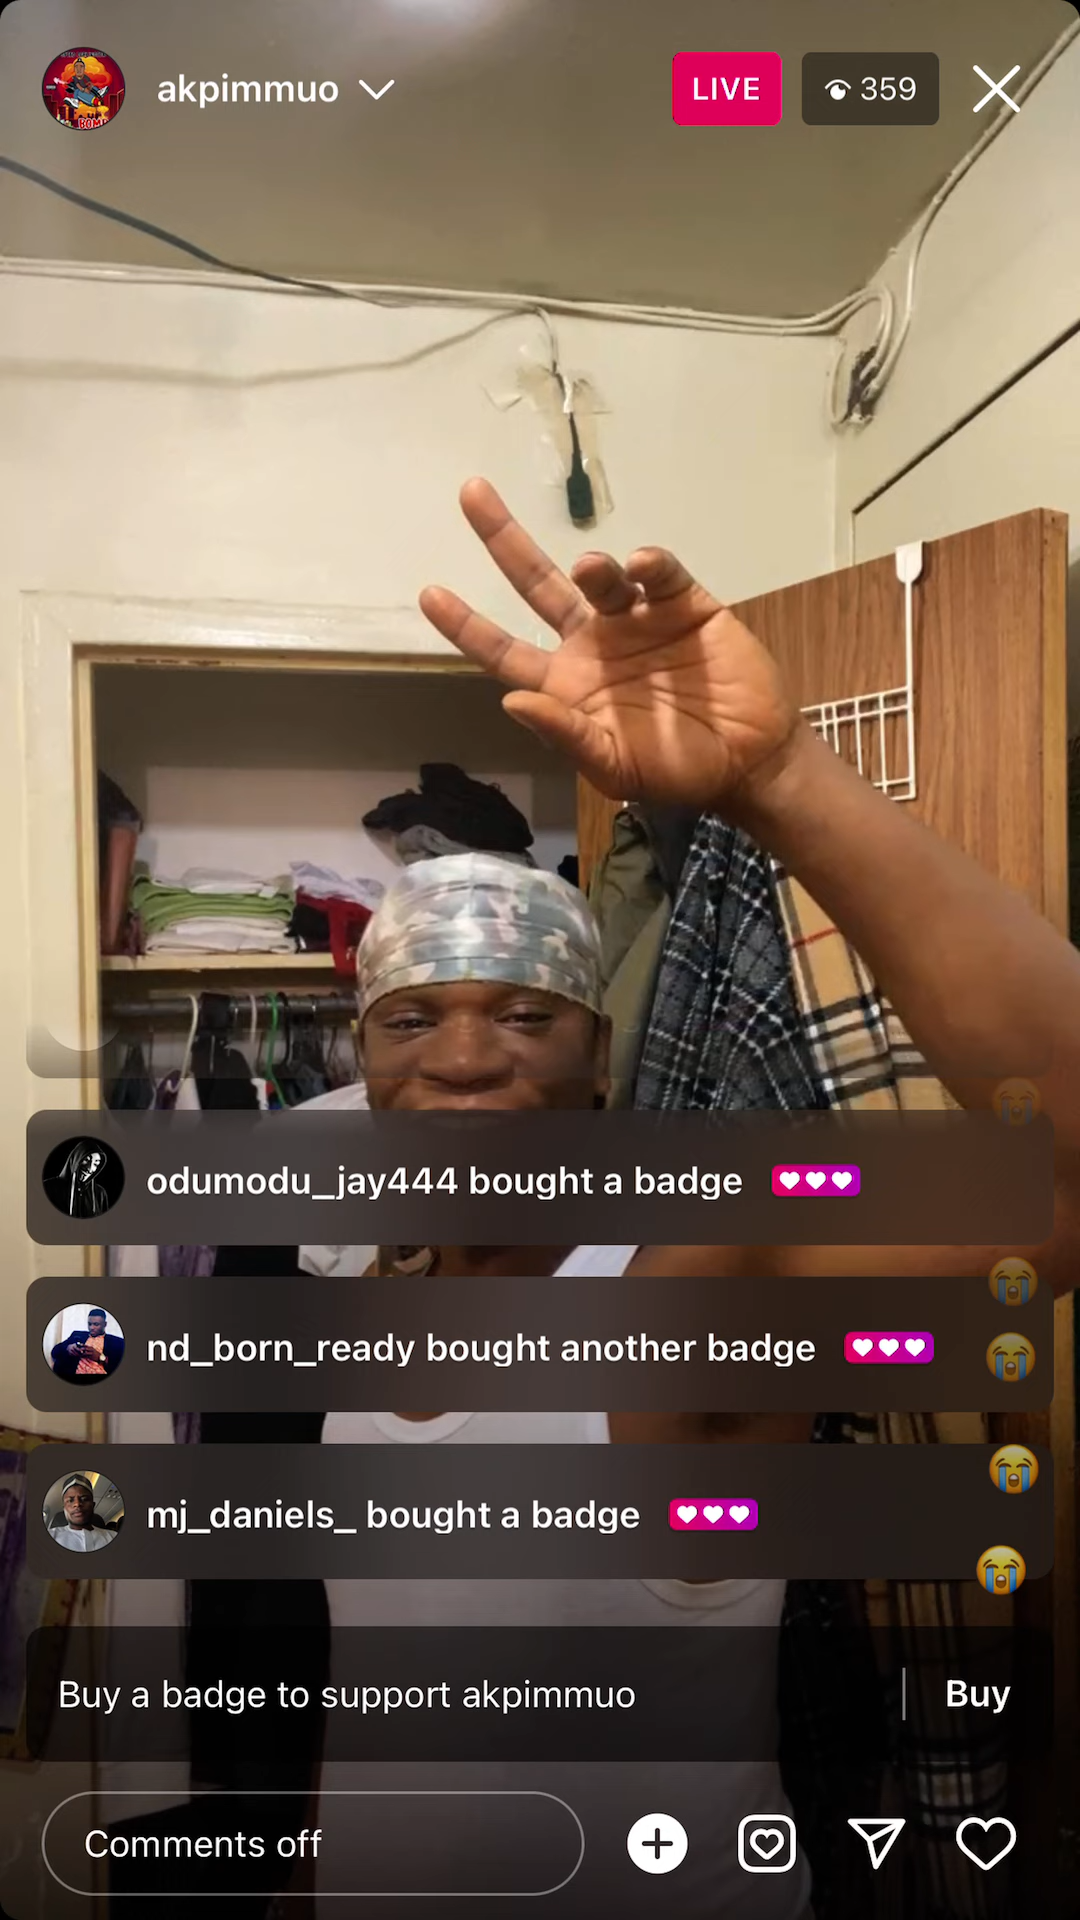 akpimmuo
LIVE
359
odumodu_jay444 bought a badge
nd_born_ready bought another badge
mj_daniels_ bought a badge
Buy a badge to support akpimmuo
Buy
Comments off